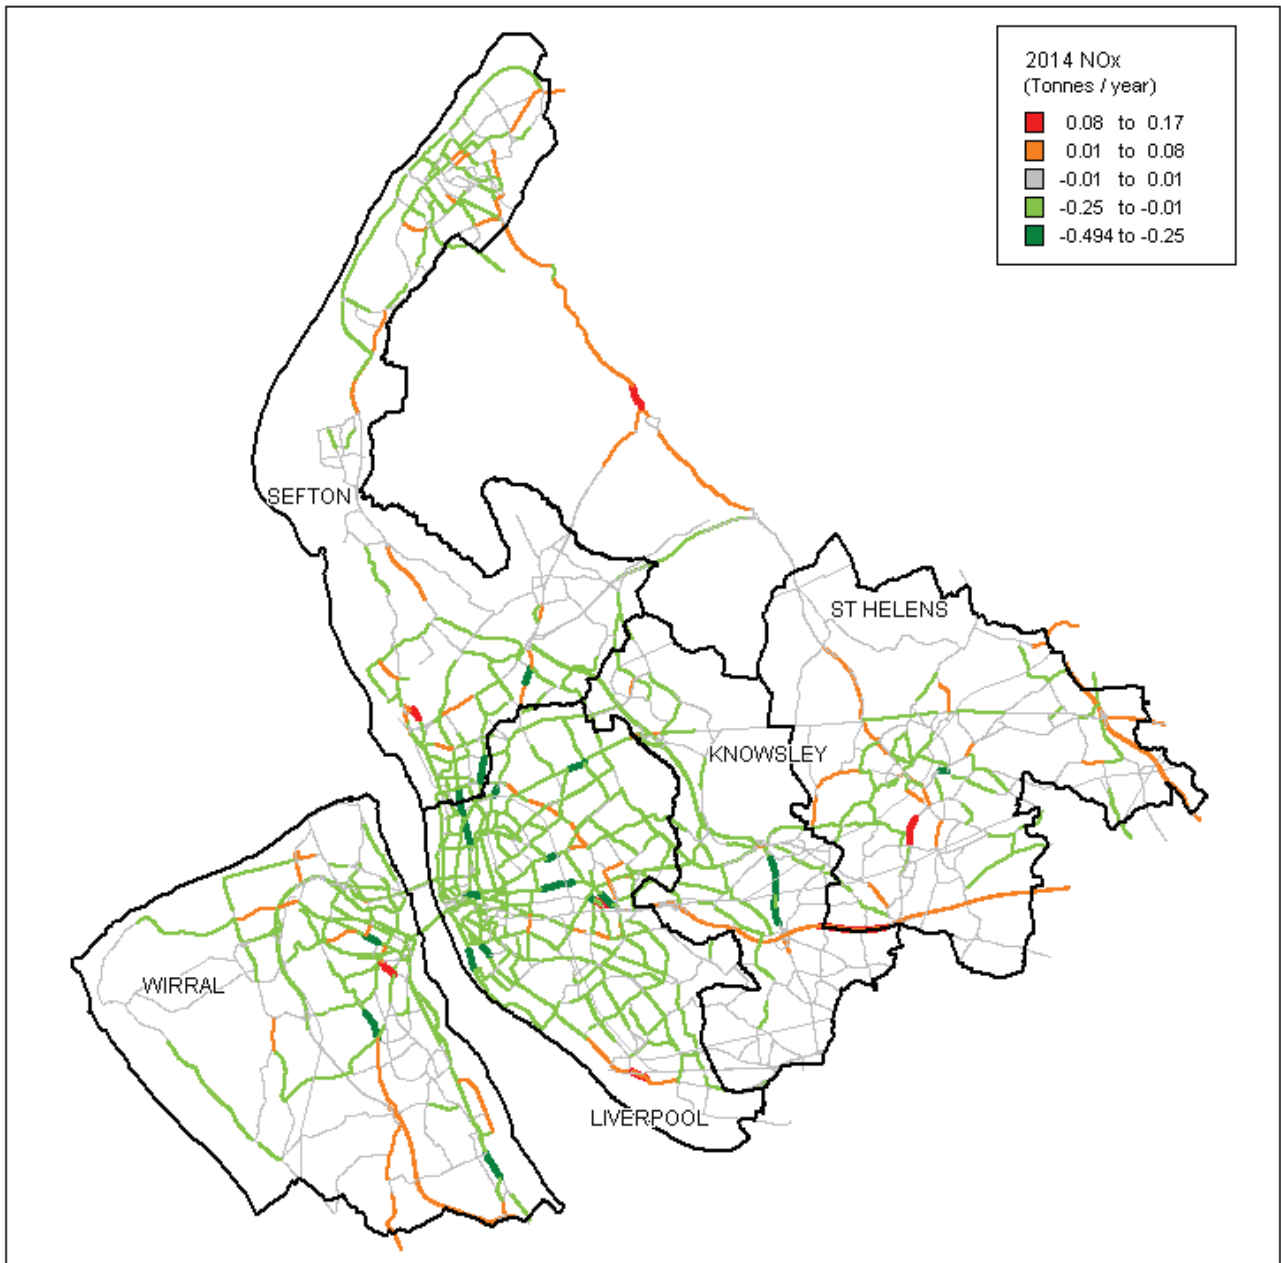 2014 NOx
(Tonnes / year)
0.08 to 0.17
0.01 to 0.08
-0.01 to 0.01
-0.25 to -0.01
-0.494 to -0.25
SEFTON
ST HELENS
KNOWSLEY
WIRRAL
LIVERPOOL